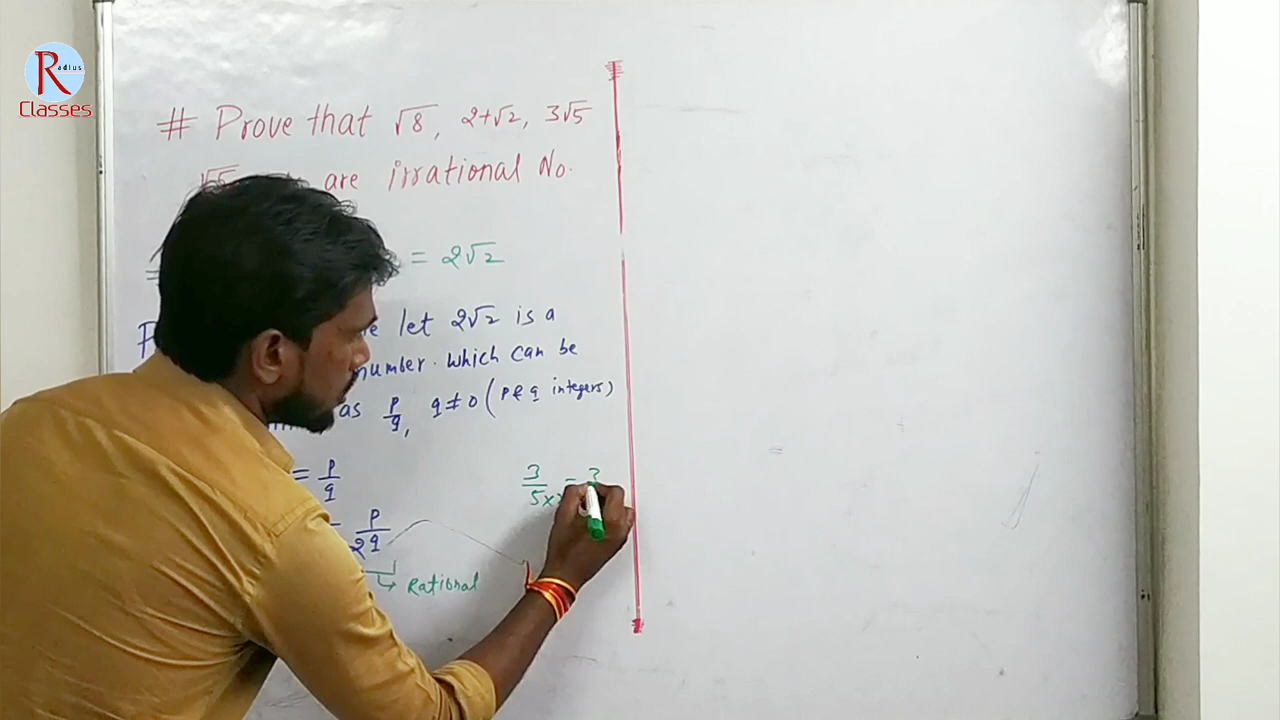 Radius
Classes
# Prove that √8, 2+√2, 3√5
√5 are irrational No.
= 2√2
let 2√2 is a
number. which can be
as p/q, q≠0 (p & q integers)
= p/q
= p/2q
Rational
3/5x = 3